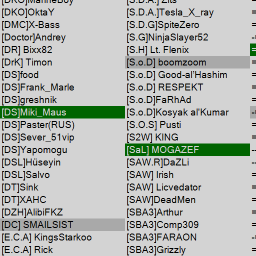 [DKO]OktaY
[DMC]X-Bass
[Doctor]Andrey
[DR] Bixx82
[DrK] Timon
[DS]food
[DS]Frank_Marle
[DS]greshnik
[DS]Miki_Maus
[DS]Paster(RUS)
[DS]Sever_51vip
[DS]Yapomogu
[DSL]Hüseyin
[DSL]Salvo
[DT]Sink
[DT]XAHC
[DZH]AlibiFKZ
[DC] SMAILSIST
[E.C.A] KingsStarkoo
[E.C.A] Rick
[S.D.A.]Tesla_X_ray
[S.D.G]SpiteZero
[S.G]NinjaSlayer52
[S.H] Lt. Flenix
[S.o.D] boomzoom
[S.o.D] Good-al'Hashim
[S.o.D] RESPEKT
[S.o.D]FaRhAd
[S.o.D]Kosyak al'Kumar
[S.O.S] Pusti
[S2W] KING
[SaL] MOGAZEF
[SAW.R]DaZLi
[SAW] Irish
[SAW] Licvedator
[SAW]DeadMen
[SBA3]Arthur
[SBA3]Comp309
[SBA3]FARAON
[SBA3]Grizzly